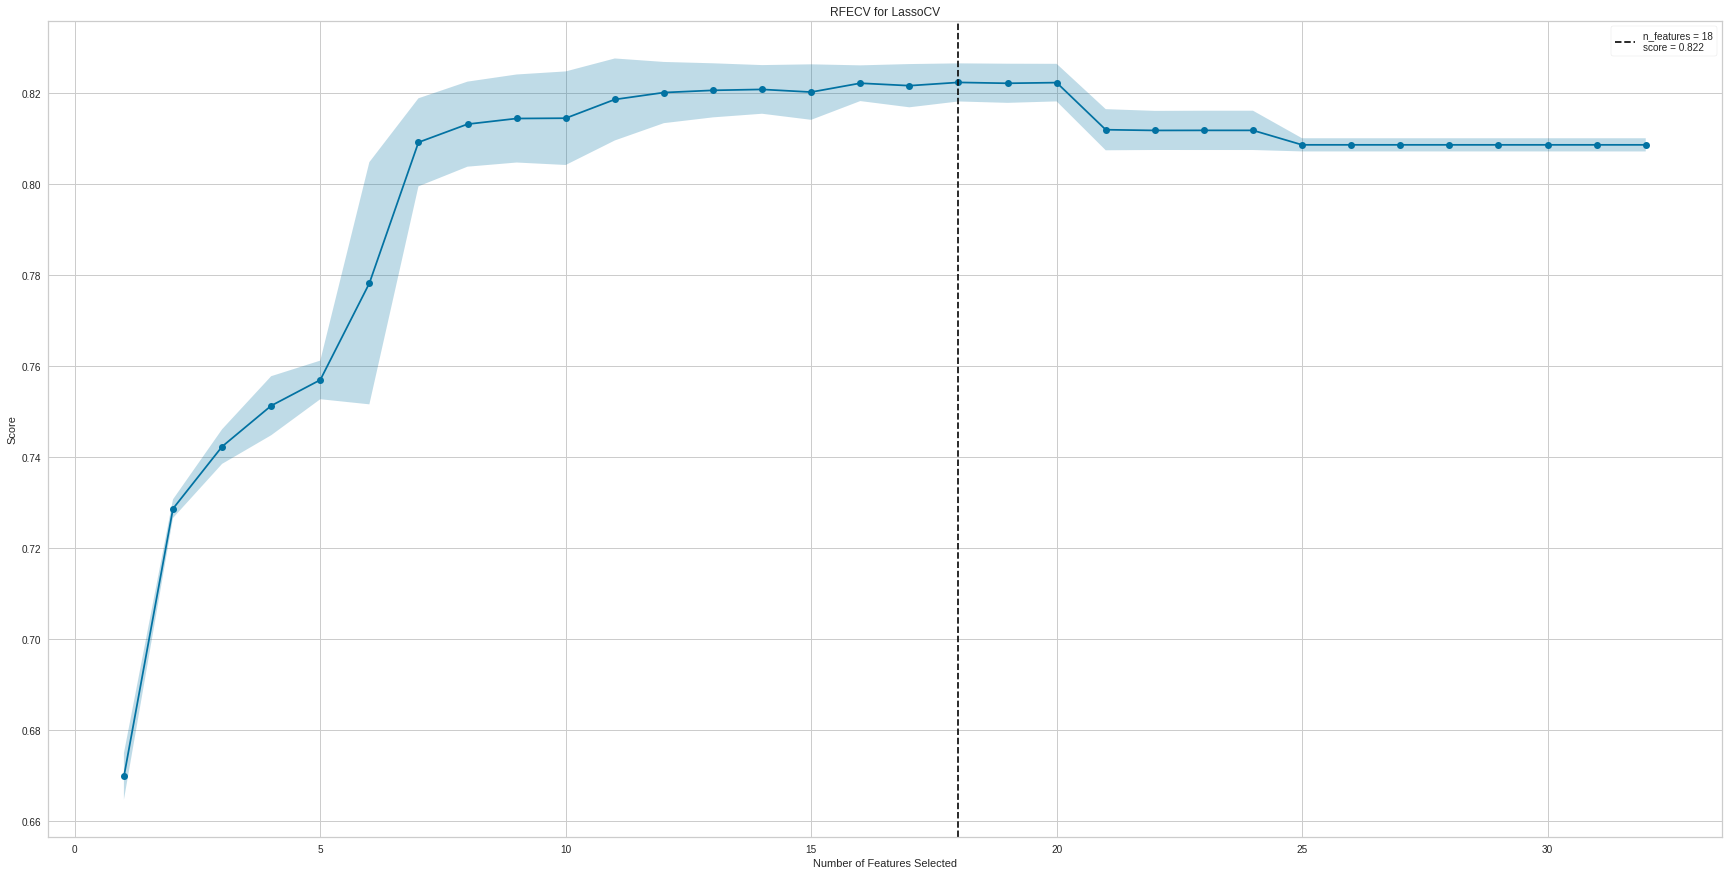 RFECV for LassoCV
n_features = 18
score = 0.822
0.82
0.80
0.78
0.76
0.74
0.72
0.70
0.68
0.66
Score
0 5 10 15 20 25 30
Number of Features Selected